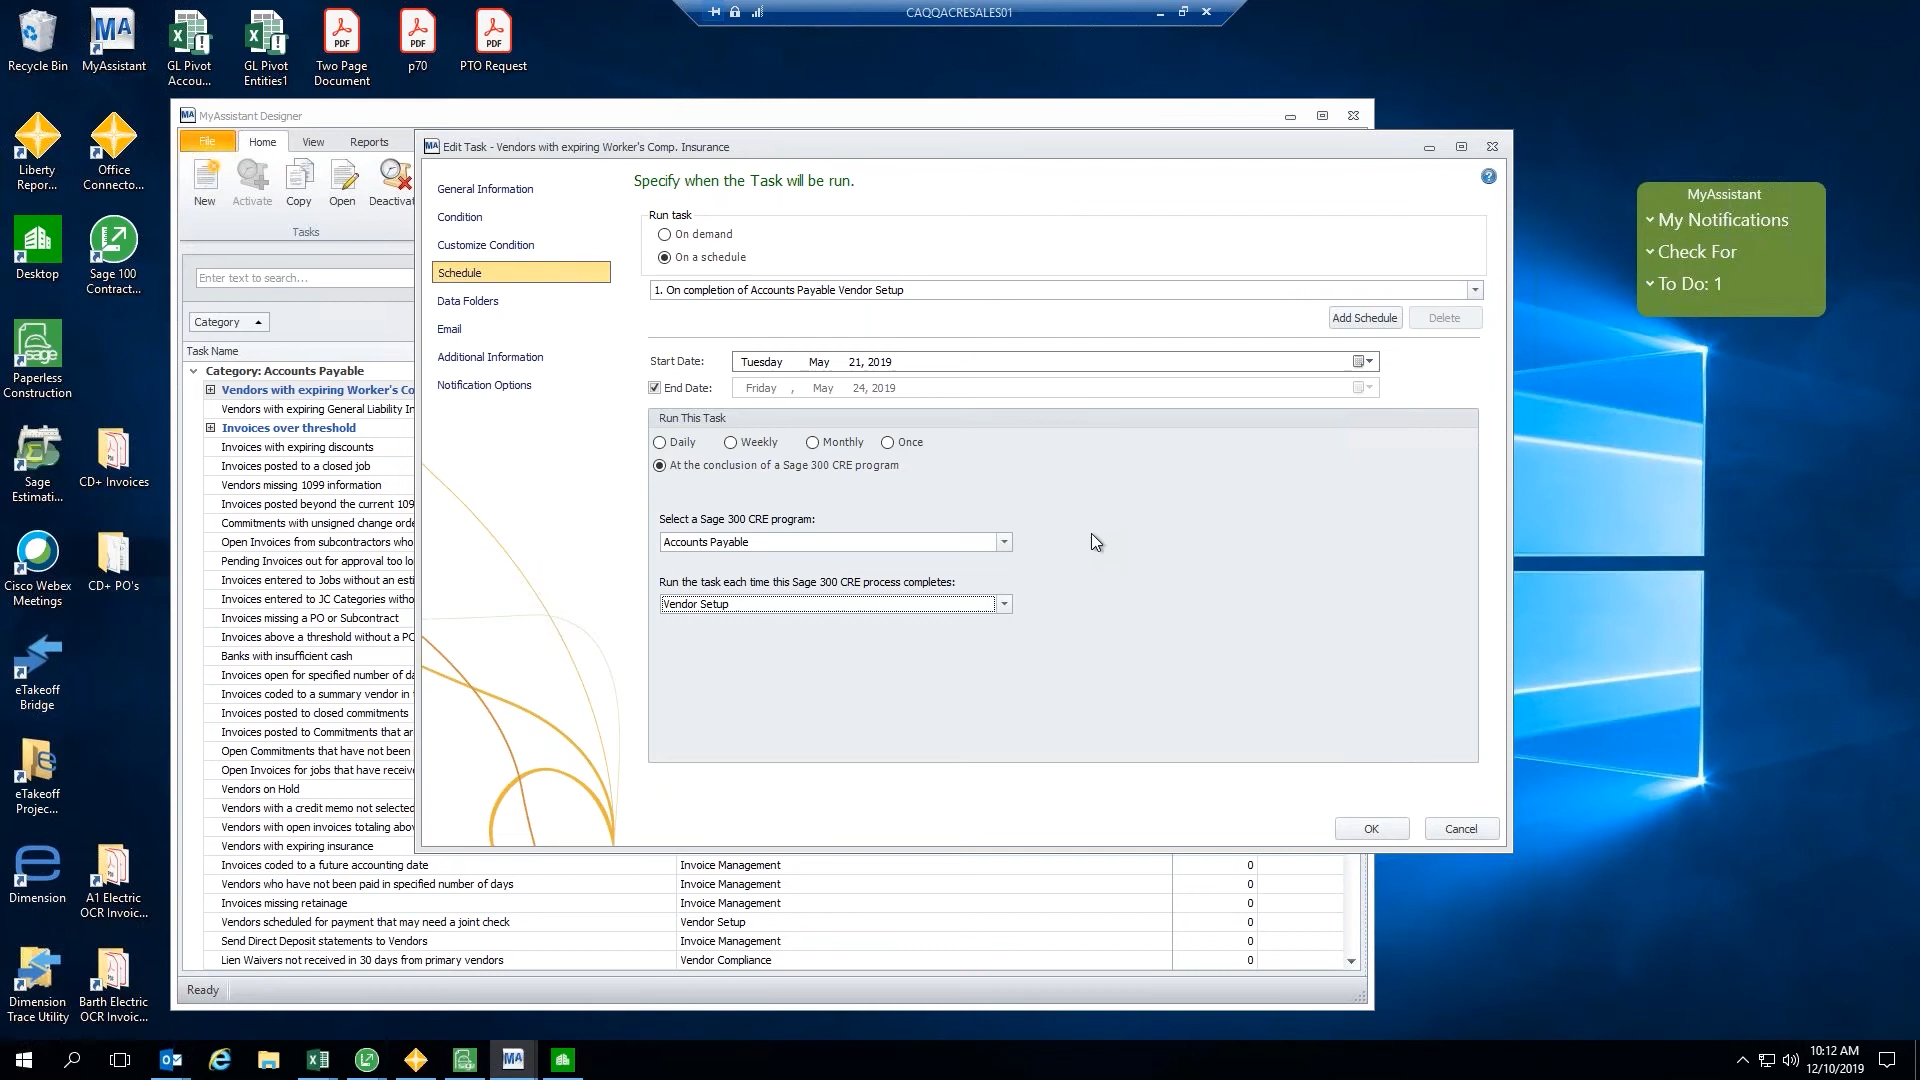 CAQQACRESALES01
Recycle Bin
MyAssistant
GL Pivot
Accou...
GL Pivot
Entities1
Two Page
Document
p70
PTO Request
Liberty
Repor...
Office
Connecto...
Desktop
Sage 100
Contract...
Paperless
Construction
Sage
Estimati...
CD+ Invoices
Cisco Webex
Meetings
CD+ PO's
eTakeoff
Bridge
eTakeoff
Projec...
Dimension
A1 Electric
OCR Invoic...
Dimension
Trace Utility
Barth Electric
OCR Invoic...
MyAssistant Designer
File Home View Reports
New Activate Copy Open Deactivat
Tasks
Enter text to search...
Category
Task Name
Category: Accounts Payable
Vendors with expiring Worker's Co
Vendors with expiring General Liability In
Invoices over threshold
Invoices with expiring discounts
Invoices posted to a closed job
Vendors missing 1099 information
Invoices posted beyond the current 109
Commitments with unsigned change orde
Open Invoices from subcontractors who
Pending Invoices out for approval too lo
Invoices entered to Jobs without an esti
Invoices entered to JC Categories witho
Invoices missing a PO or Subcontract
Invoices above a threshold without a PO
Banks with insufficient cash
Invoices open for specified number of da
Invoices coded to a summary vendor in
Invoices posted to closed commitments
Invoices posted to Commitments that ar
Open Commitments that have not been
Open Invoices for jobs that have receive
Vendors on Hold
Vendors with a credit memo not selected
Vendors with open invoices totaling abov
Vendors with expiring insurance
Invoices coded to a future accounting date Invoice Management 0
Vendors who have not been paid in specified number of days Invoice Management 0
Invoices missing retainage Invoice Management 0
Vendors scheduled for payment that may need a joint check Vendor Setup 0
Send Direct Deposit statements to Vendors Invoice Management 0
Lien Waivers not received in 30 days from primary vendors Vendor Compliance 0
Ready
Edit Task - Vendors with expiring Worker's Comp. Insurance
General Information
Condition
Customize Condition
Schedule
Data Folders
Email
Additional Information
Notification Options
Specify when the Task will be run.
Run task
On demand
On a schedule
1. On completion of Accounts Payable Vendor Setup
Add Schedule Delete
Start Date: Tuesday May 21, 2019
End Date: Friday , May 24, 2019
Run This Task
Daily Weekly Monthly Once
At the conclusion of a Sage 300 CRE program
Select a Sage 300 CRE program:
Accounts Payable
Run the task each time this Sage 300 CRE process completes:
Vendor Setup
OK Cancel
MyAssistant
My Notifications
Check For
To Do: 1
10:12 AM
12/10/2019